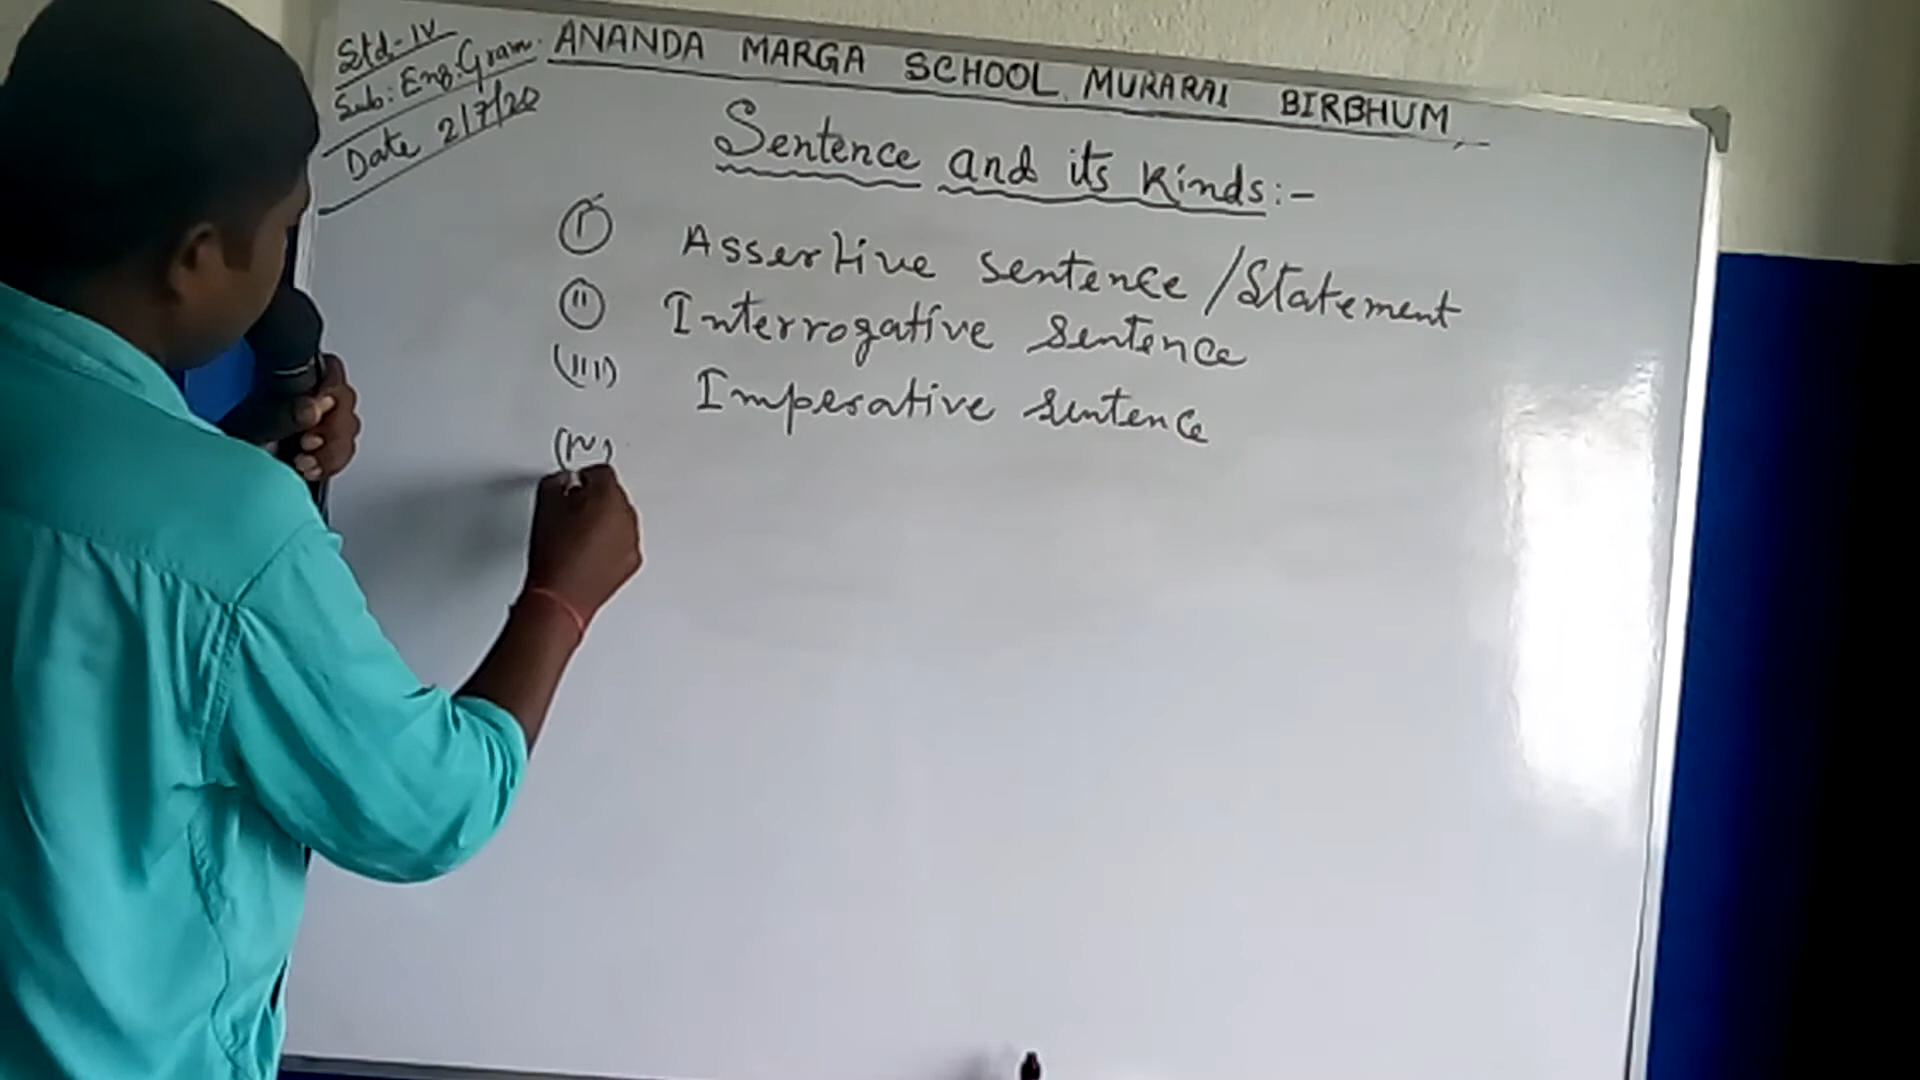 Std-IV
Sub: Eng. Gram.
Date 2/7/20
ANANDA MARGA SCHOOL, MURARAI BIRBHUM
Sentence and its Kinds:-
(I) Assertive sentence/Statement
(II) Interrogative sentence
(III) Imperative sentence
(IV)